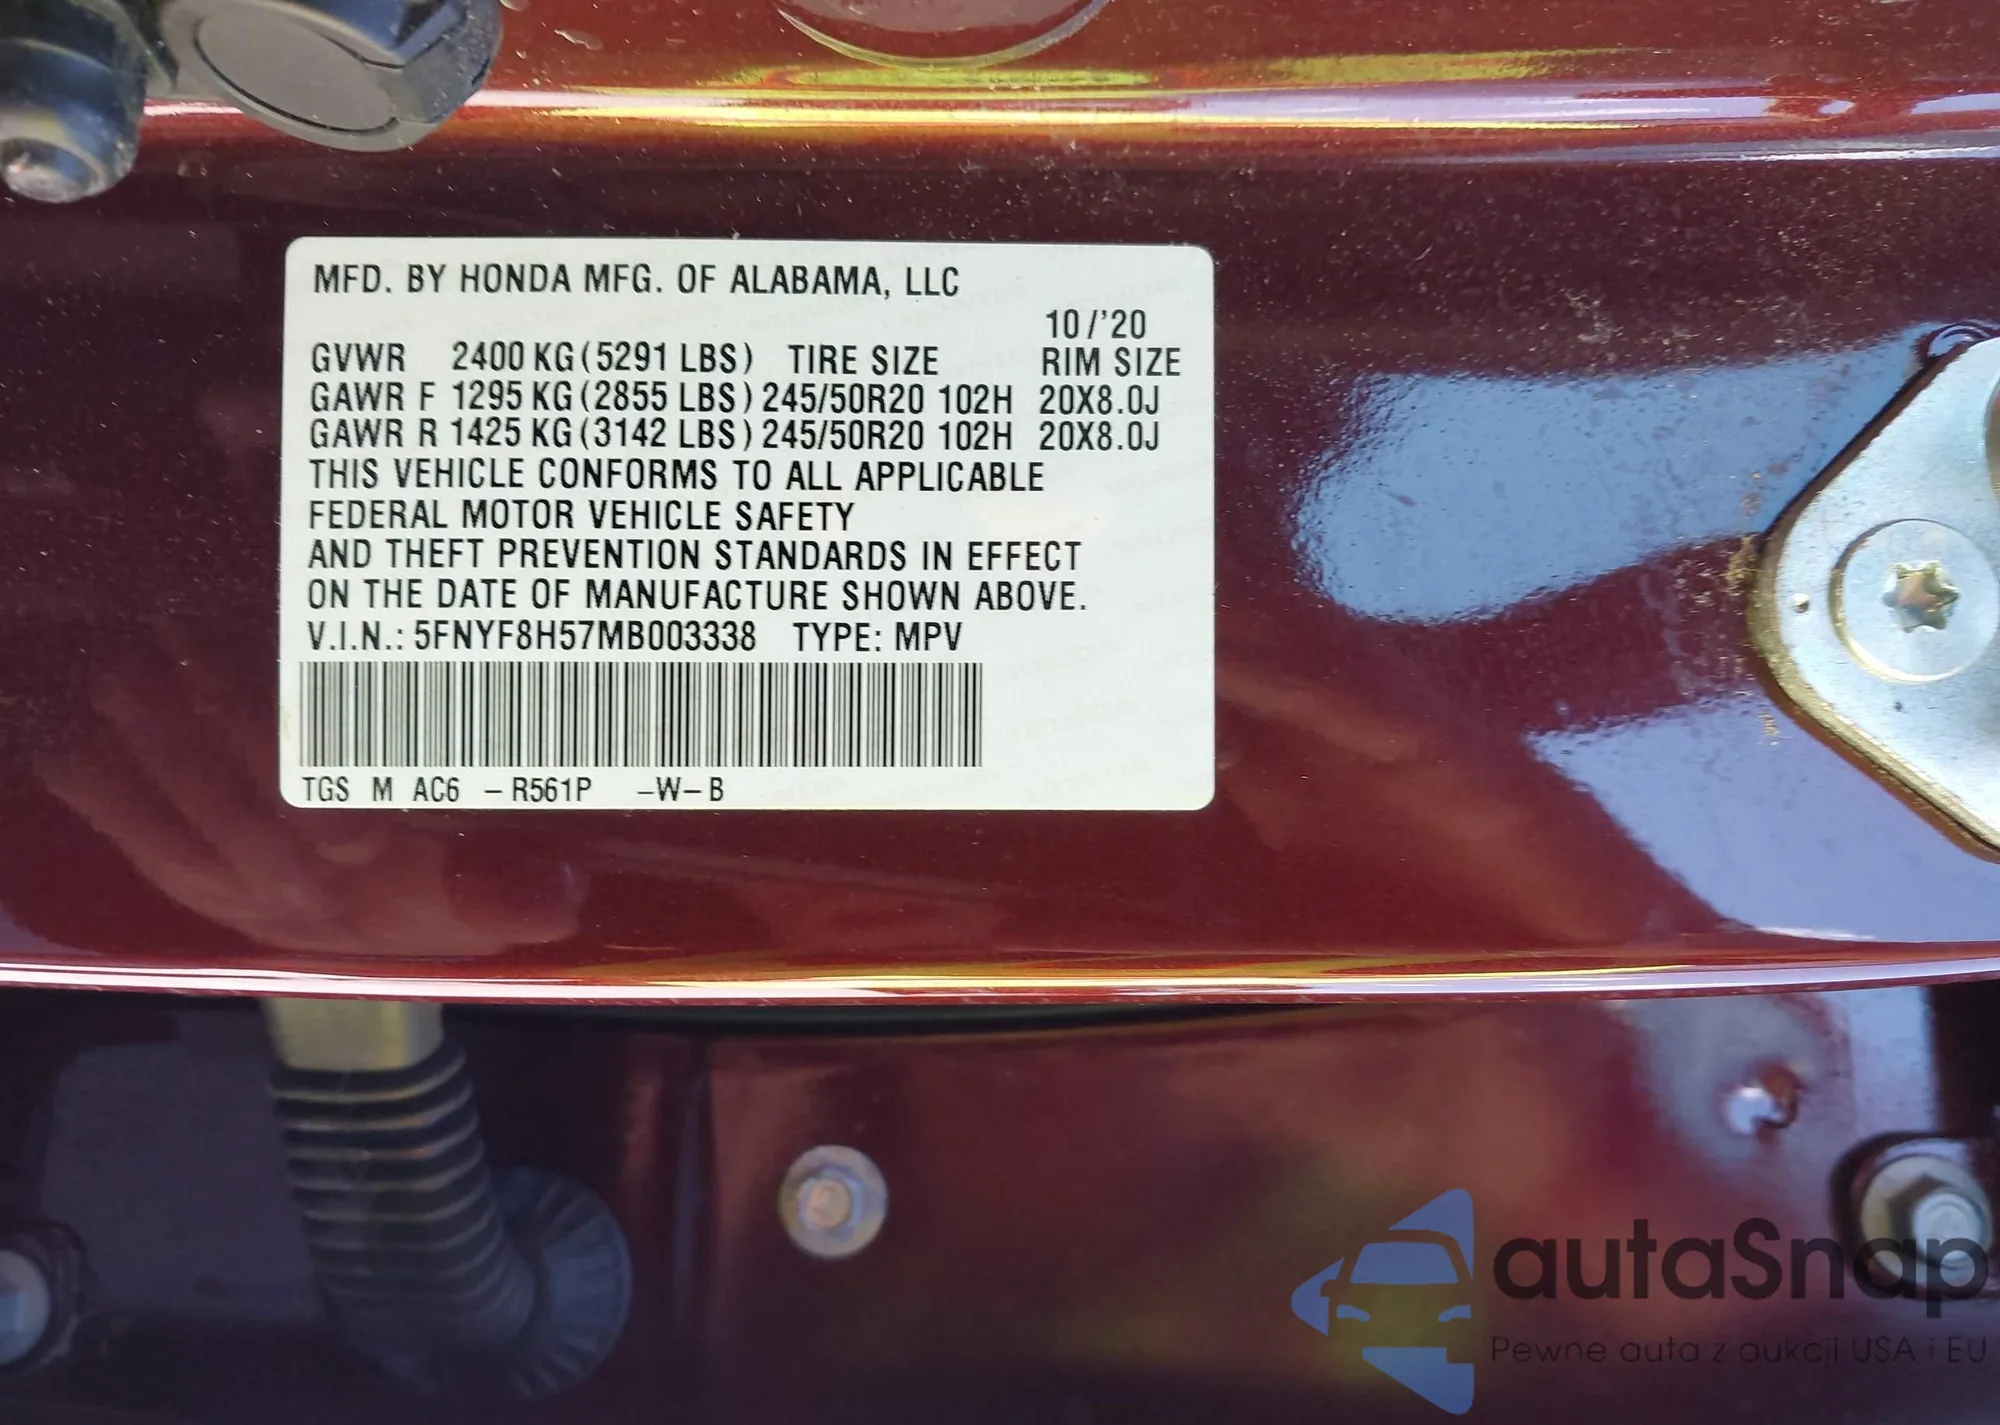 MFD. BY HONDA MFG. OF ALABAMA, LLC
10/'20
GVWR 2400 KG (5291 LBS) TIRE SIZE RIM SIZE
GAWR F 1295 KG (2855 LBS) 245/50R20 102H 20X8.0J
GAWR R 1425 KG (3142 LBS) 245/50R20 102H 20X8.0J
THIS VEHICLE CONFORMS TO ALL APPLICABLE
FEDERAL MOTOR VEHICLE SAFETY
AND THEFT PREVENTION STANDARDS IN EFFECT
ON THE DATE OF MANUFACTURE SHOWN ABOVE.
V.I.N.: 5FNYF8H57MB003338 TYPE: MPV
TGS M AC6 -R561P -W-B
autaSnap
Pewne auta z aukcji USA i EU